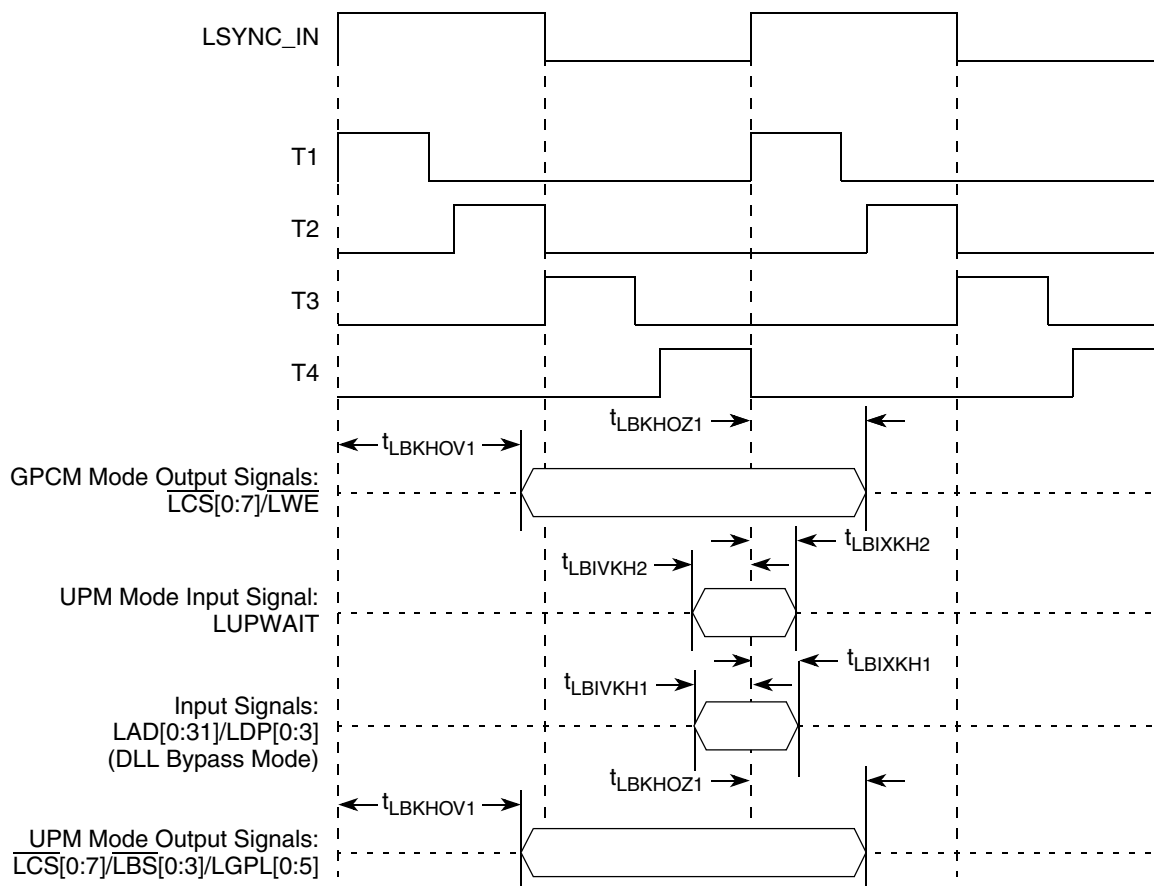 LSYNC_IN
T1
T2
T3
T4
tLBKHOZ1
tLBKHOV1
GPCM Mode Output Signals:
LCS[0:7]/LWE
tLBIXKH2
tLBIVKH2
UPM Mode Input Signal:
LUPWAIT
tLBIXKH1
tLBIVKH1
Input Signals:
LAD[0:31]/LDP[0:3]
(DLL Bypass Mode)
tLBKHOZ1
tLBKHOV1
UPM Mode Output Signals:
LCS[0:7]/LBS[0:3]/LGPL[0:5]